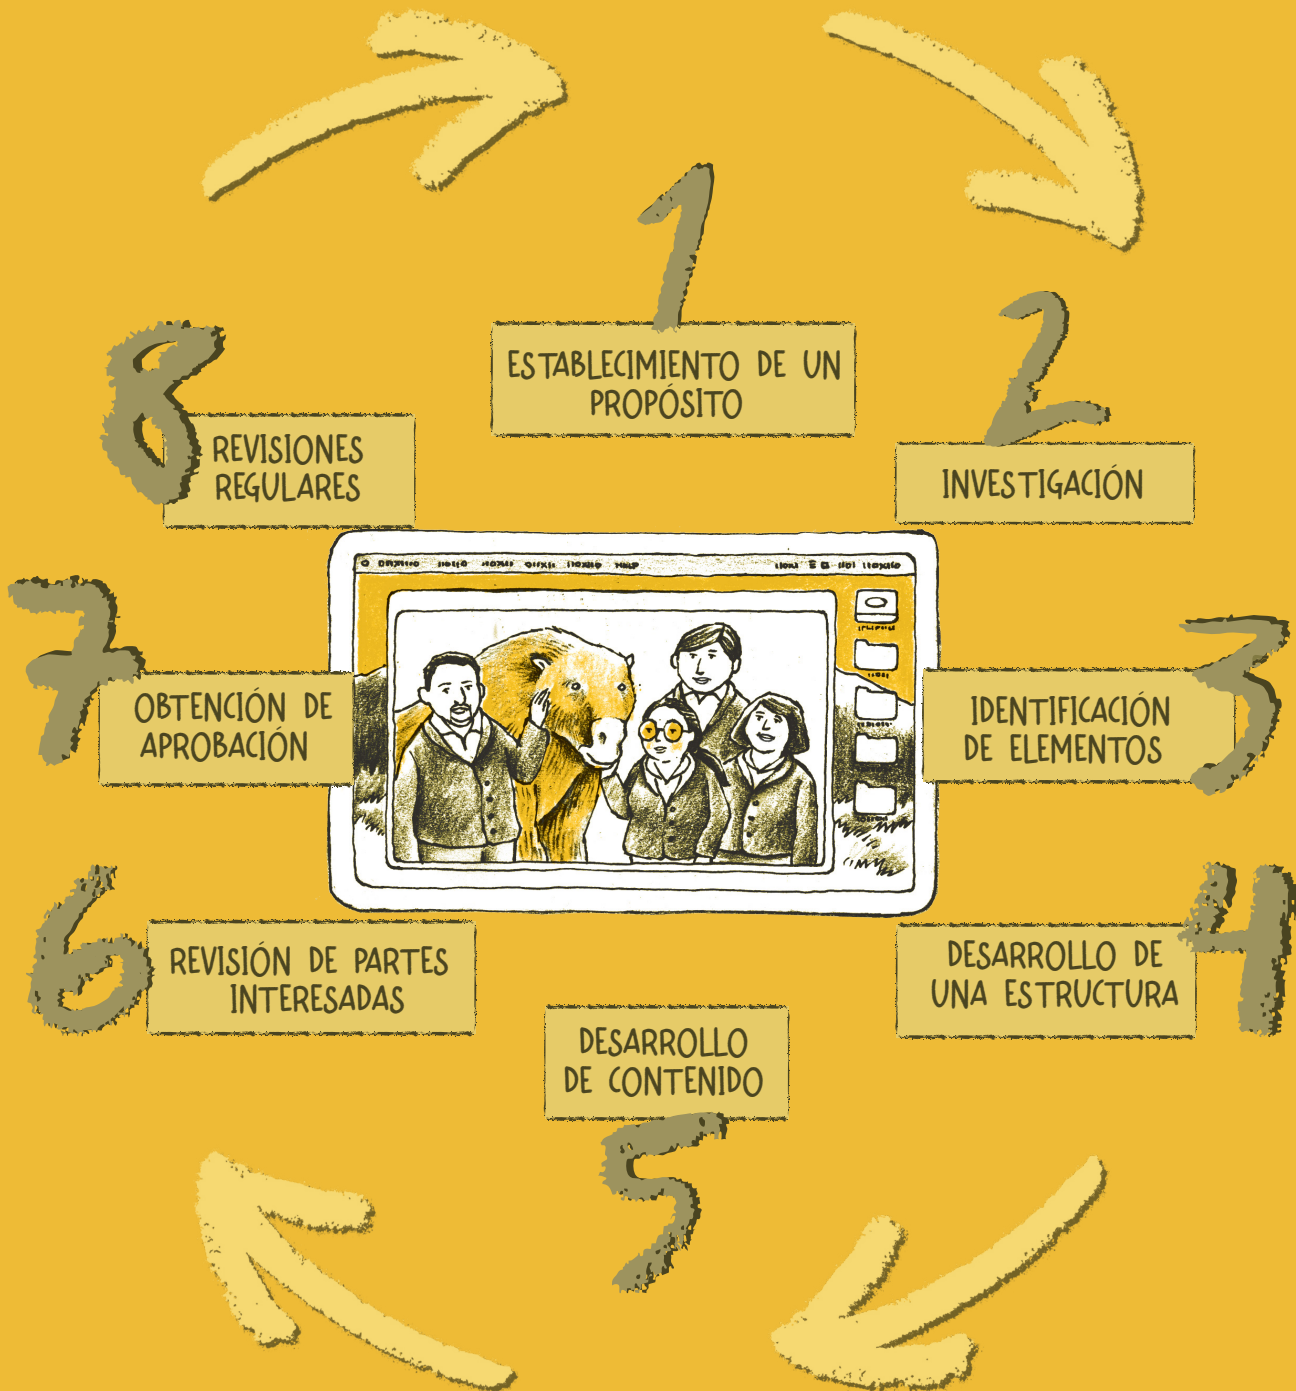 1
ESTABLECIMIENTO DE UN
PROPÓSITO
2
INVESTIGACIÓN
3
IDENTIFICACIÓN
DE ELEMENTOS
4
DESARROLLO DE
UNA ESTRUCTURA
5
DESARROLLO
DE CONTENIDO
6
REVISIÓN DE PARTES
INTERESADAS
7
OBTENCIÓN DE
APROBACIÓN
8
REVISIONES
REGULARES